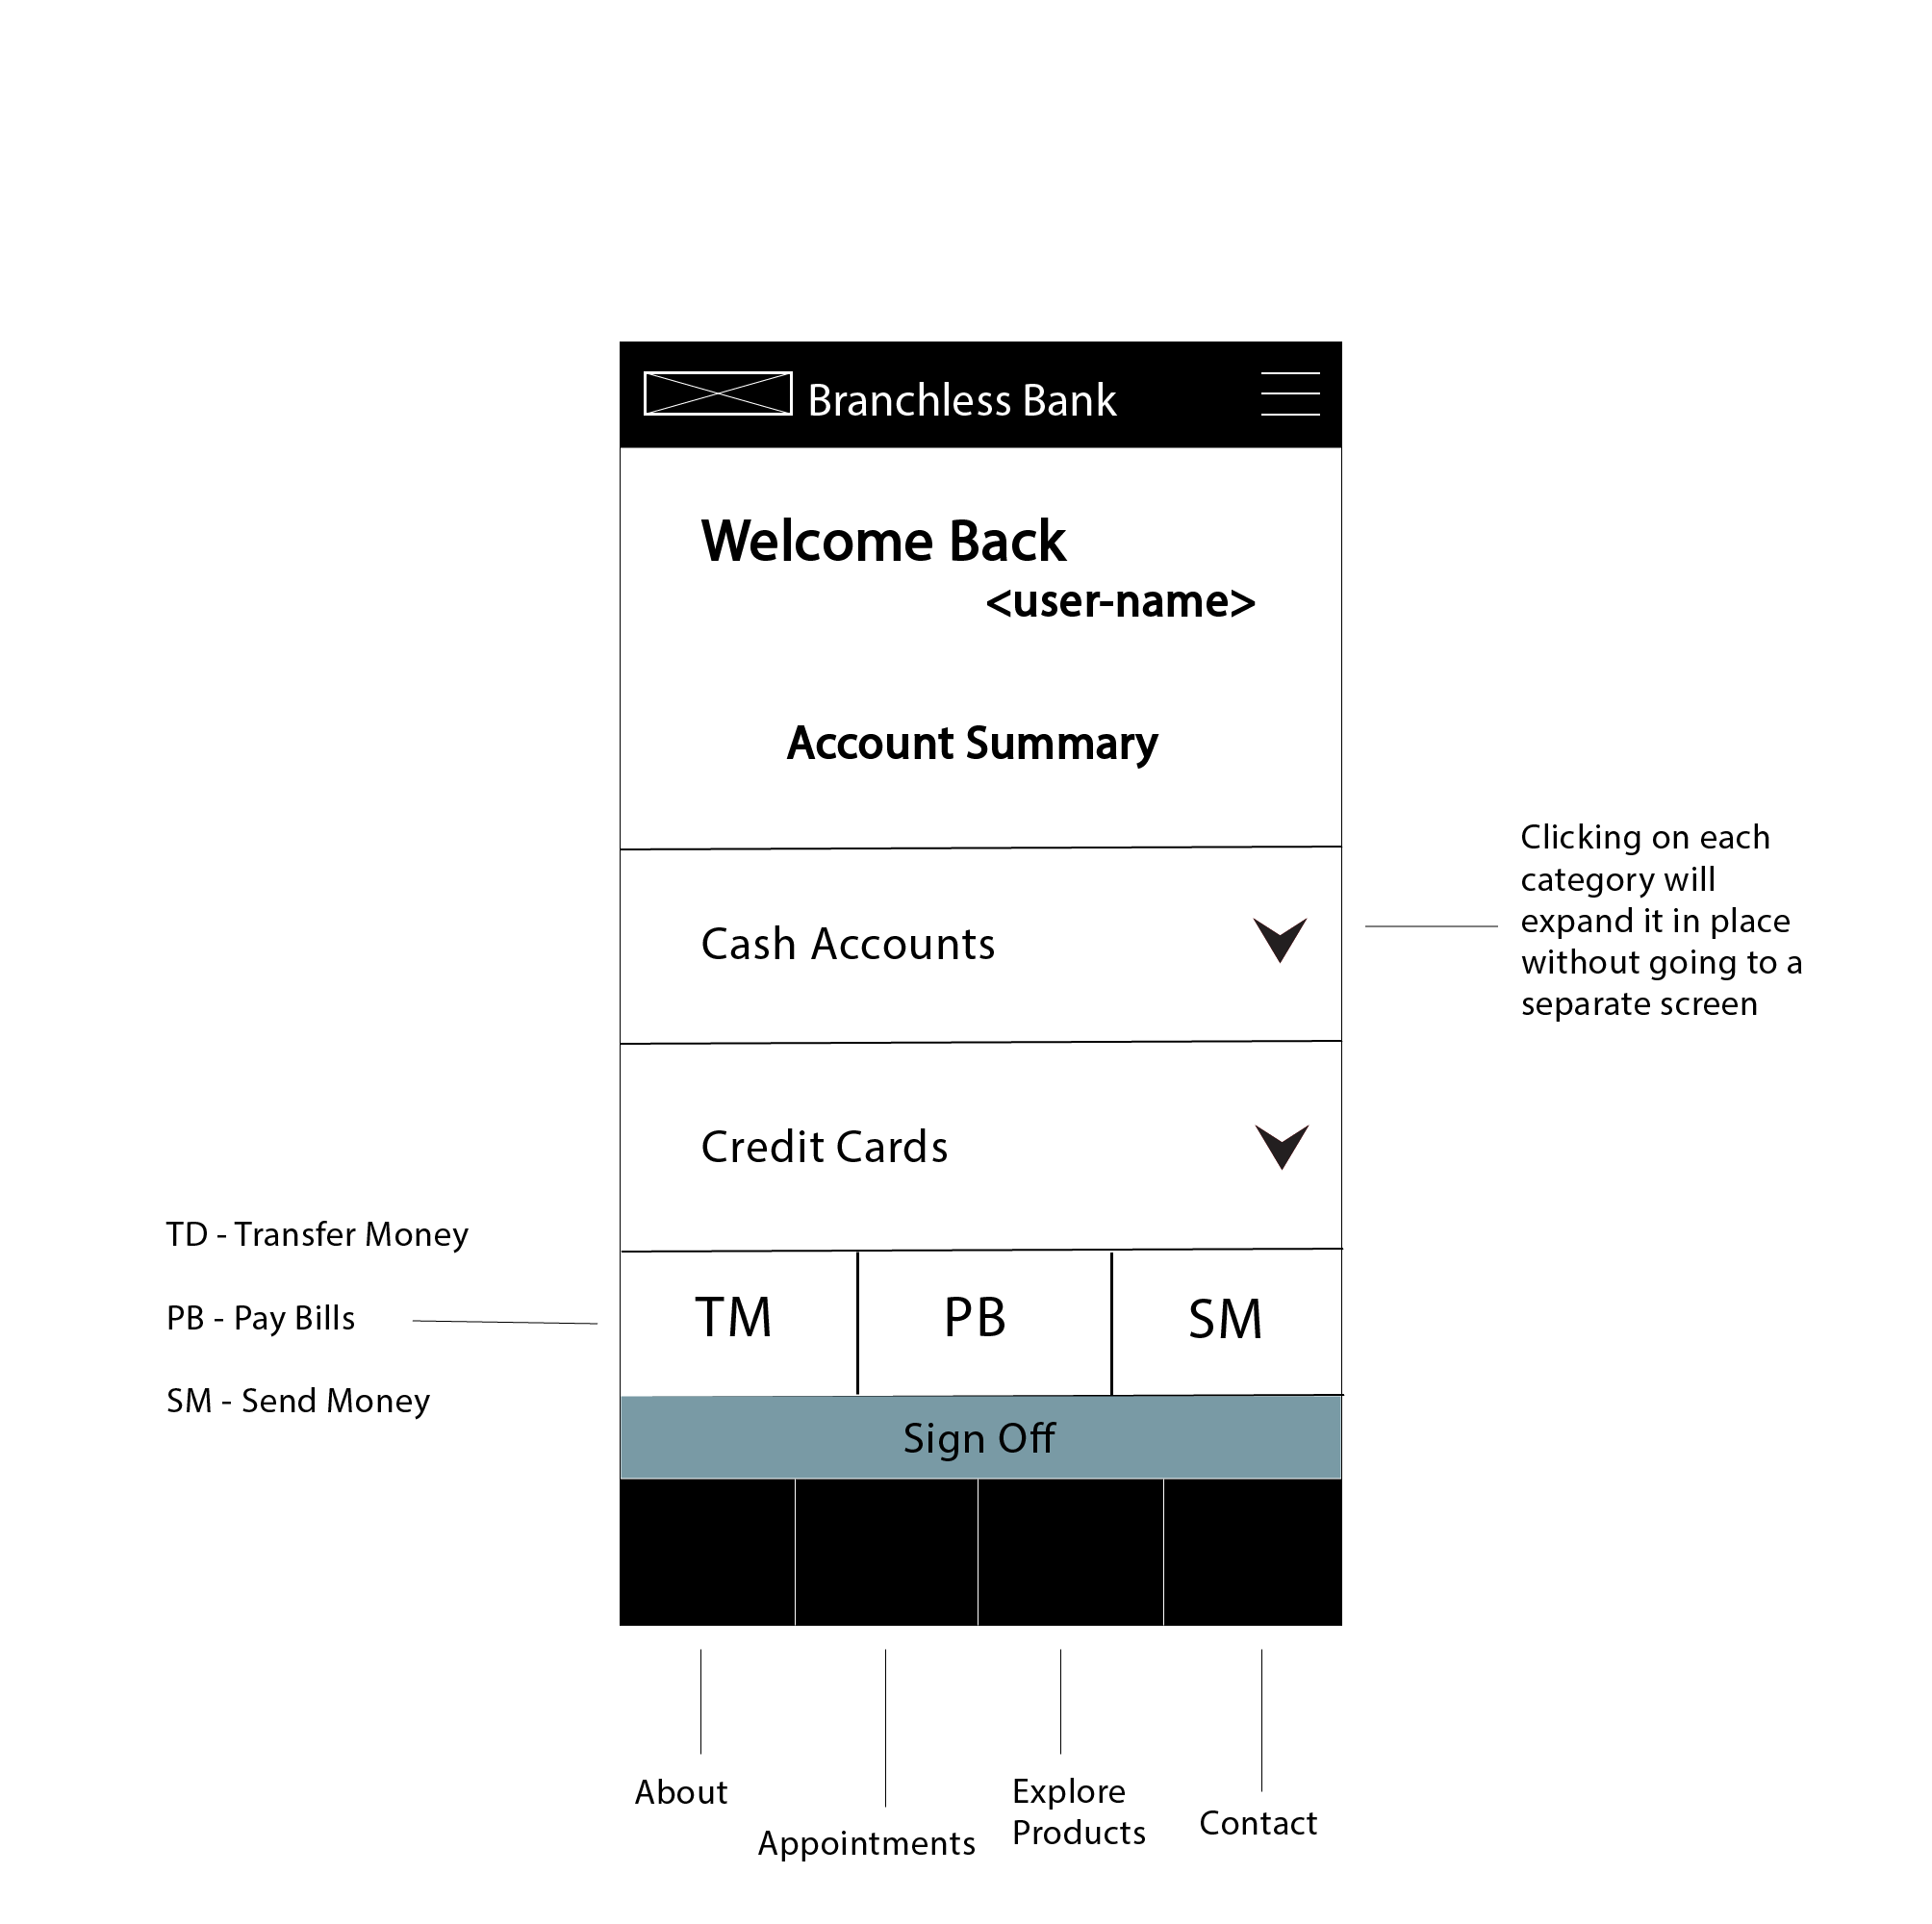 Branchless Bank
Welcome Back
<user-name>
Account Summary
Cash Accounts
Clicking on each
category will
expand it in place
without going to a
separate screen
Credit Cards
TD - Transfer Money
PB - Pay Bills
SM - Send Money
TM
PB
SM
Sign Off
About
Appointments
Explore
Products
Contact